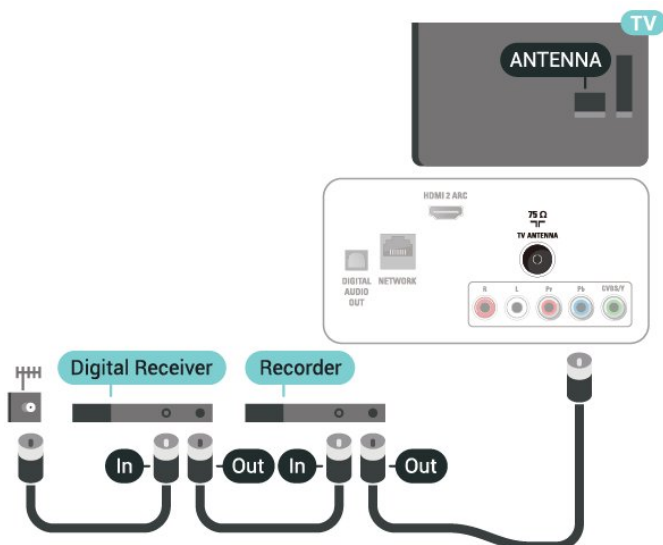 TV
ANTENNA
HDMI 2 ARC
75 Ω
TV ANTENNA
DIGITAL
AUDIO
OUT
NETWORK
R L Pr Pb CVBS/Y
Digital Receiver
Recorder
In
Out
In
Out